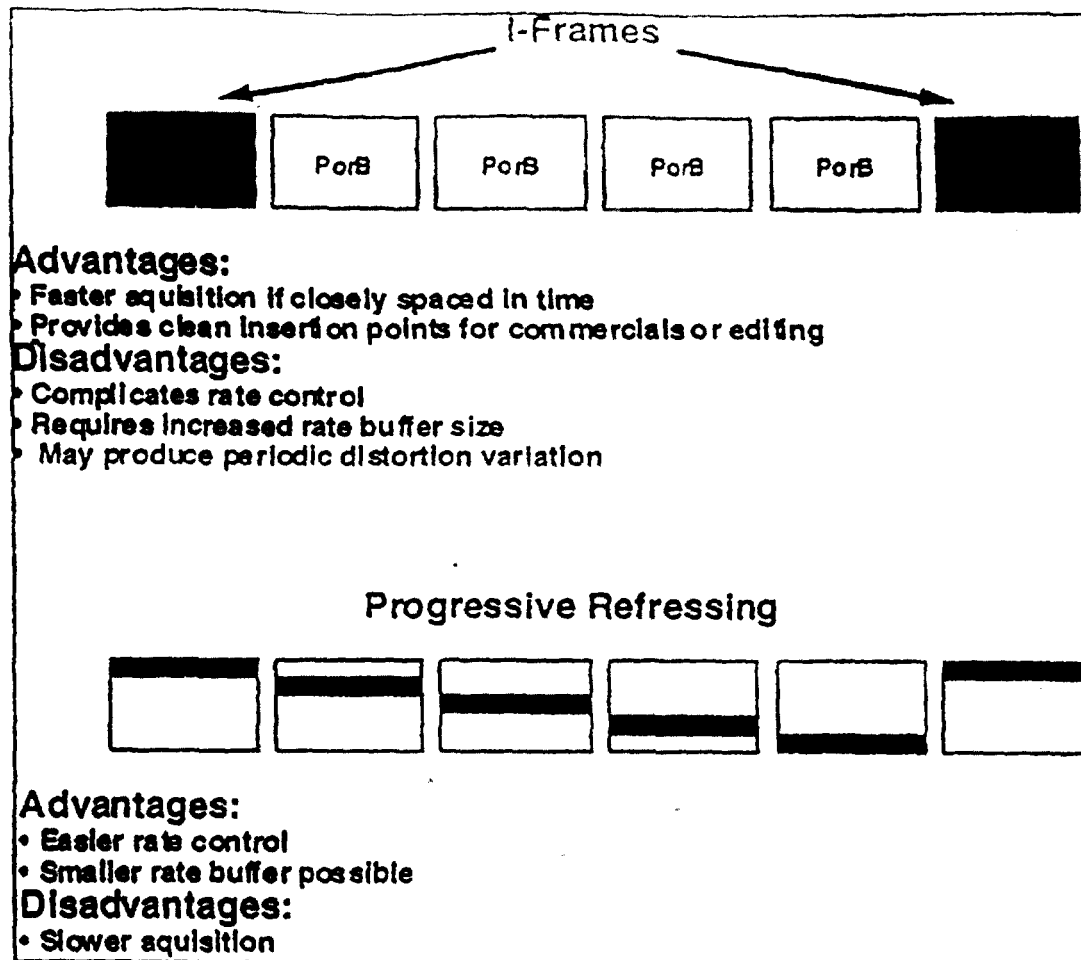 I-Frames
PorB PorB PorB PorB
Advantages:
• Faster aquisition if closely spaced in time
• Provides clean insertion points for commercials or editing
Disadvantages:
• Complicates rate control
• Requires increased rate buffer size
• May produce periodic distortion variation
Progressive Refressing
Advantages:
• Easier rate control
• Smaller rate buffer possible
Disadvantages:
• Slower aquisition